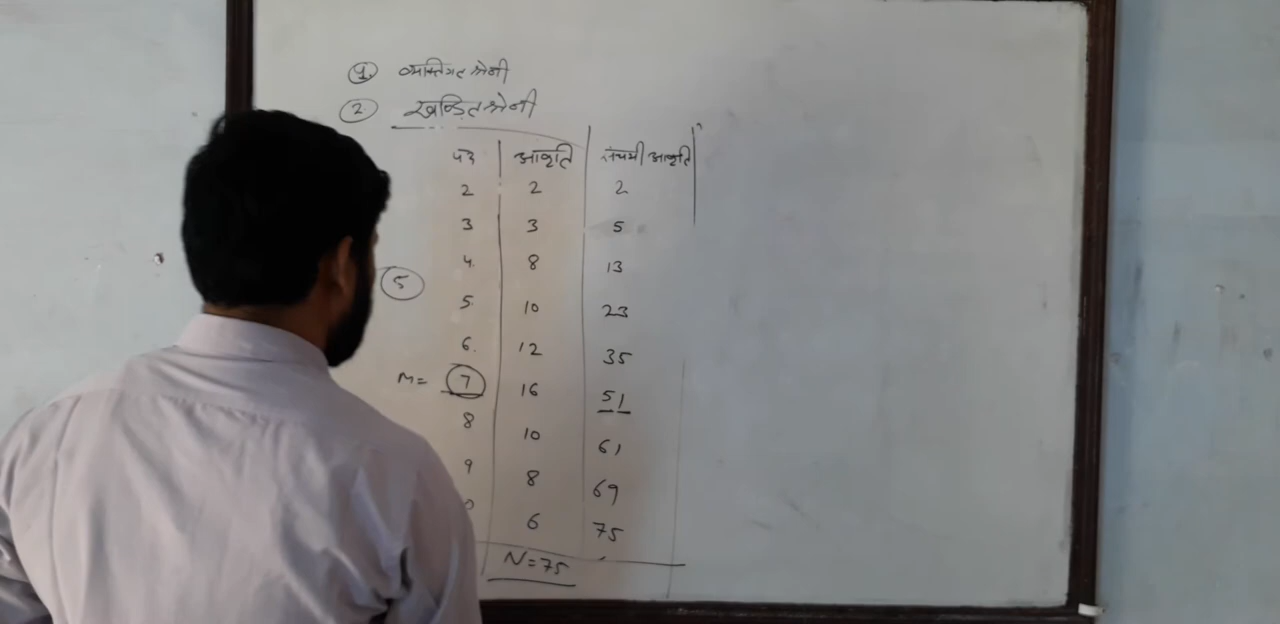 1. व्यक्तिगत श्रेणी
2 खण्डित श्रेणी
पद आवृत्ति संचयी आवृत्ति
2 2 2
3 3 5
4. 8 13
5
5. 10 23
6. 12 35
M= 7 16 51
8 10 61
9 8 69
0 6 75
N=75